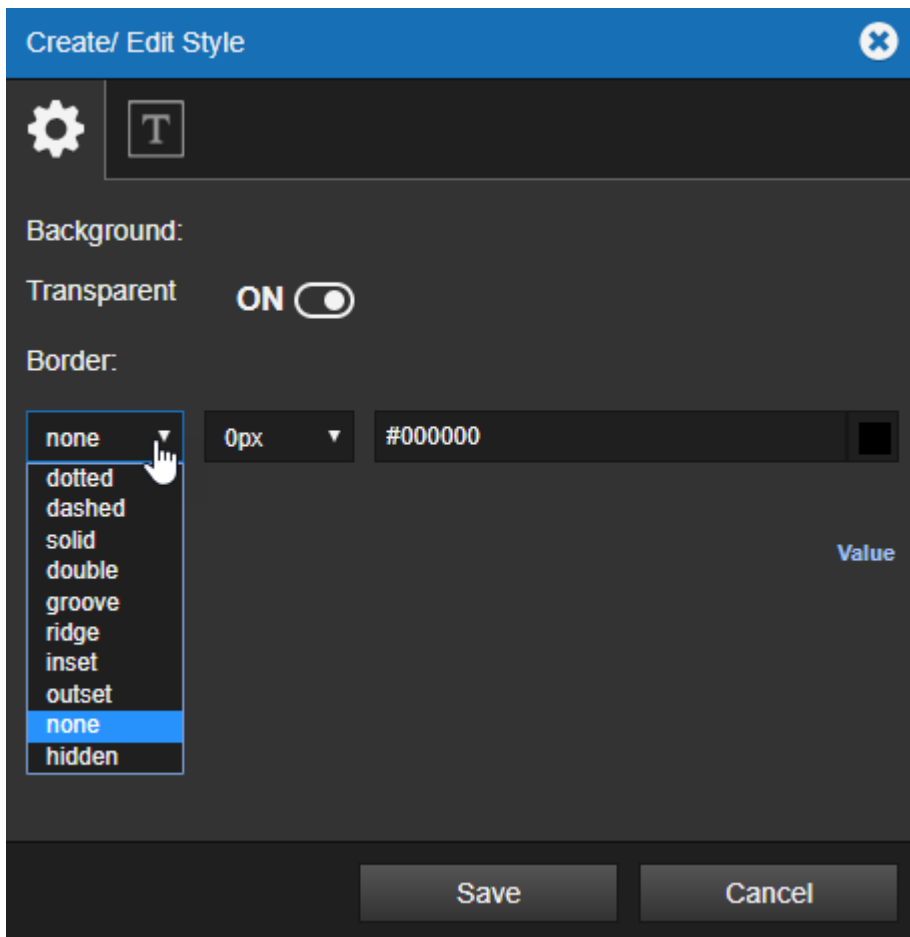 Create/ Edit Style
T
Background:
Transparent ON
Border:
none 0px #000000
dotted
dashed
solid
double
groove
ridge
inset
outset
none
hidden
Value
Save Cancel